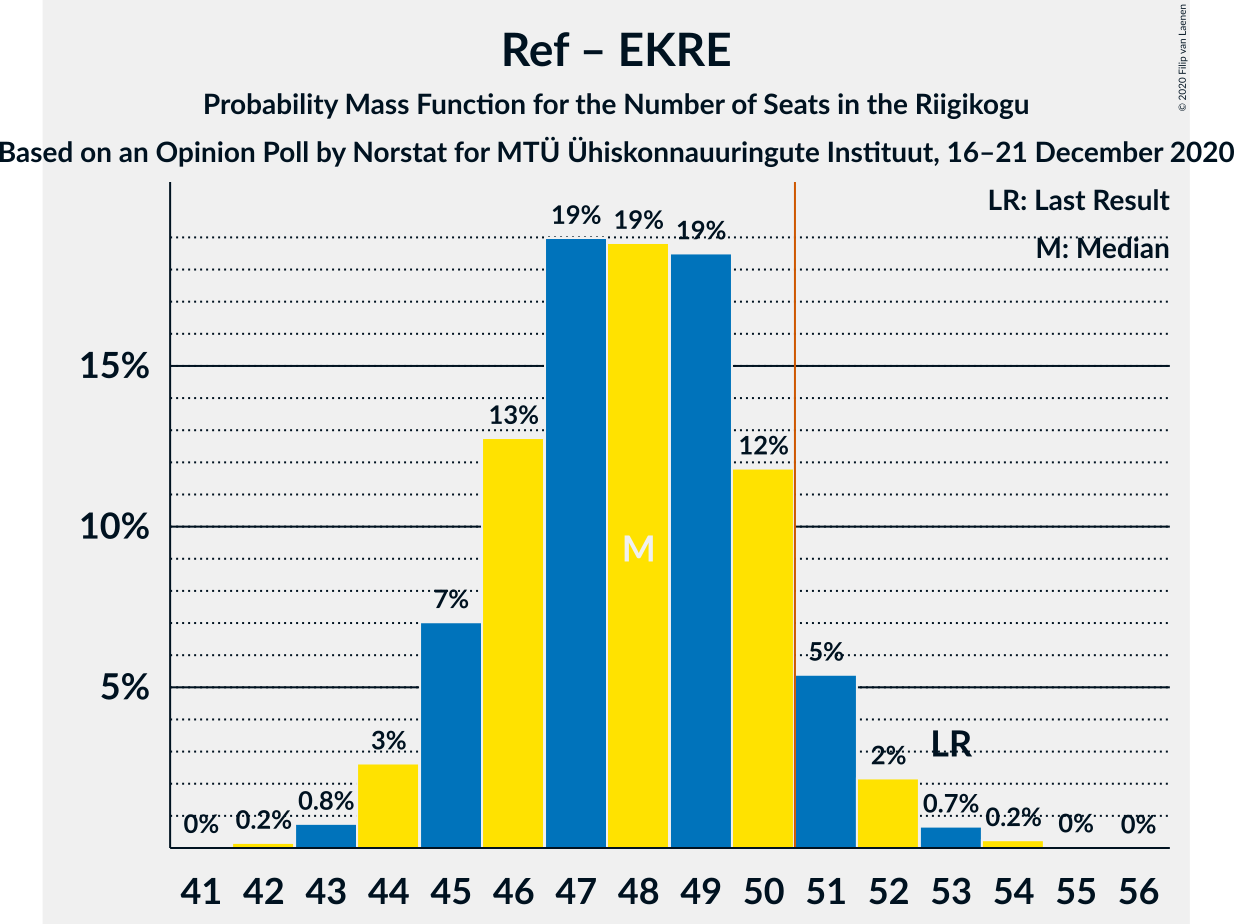 Ref – EKRE
Probability Mass Function for the Number of Seats in the Riigikogu
Based on an Opinion Poll by Norstat for MTÜ Ühiskonnauuringute Instituut, 16–21 December 2020
© 2020 Filip van Laenen
LR: Last Result
M: Median
15%
10%
5%
0% 0.2% 0.8% 3% 7% 13% 19% 19% 19% 12% 5% 2% 0.7% 0.2% 0% 0%
M
LR
41 42 43 44 45 46 47 48 49 50 51 52 53 54 55 56